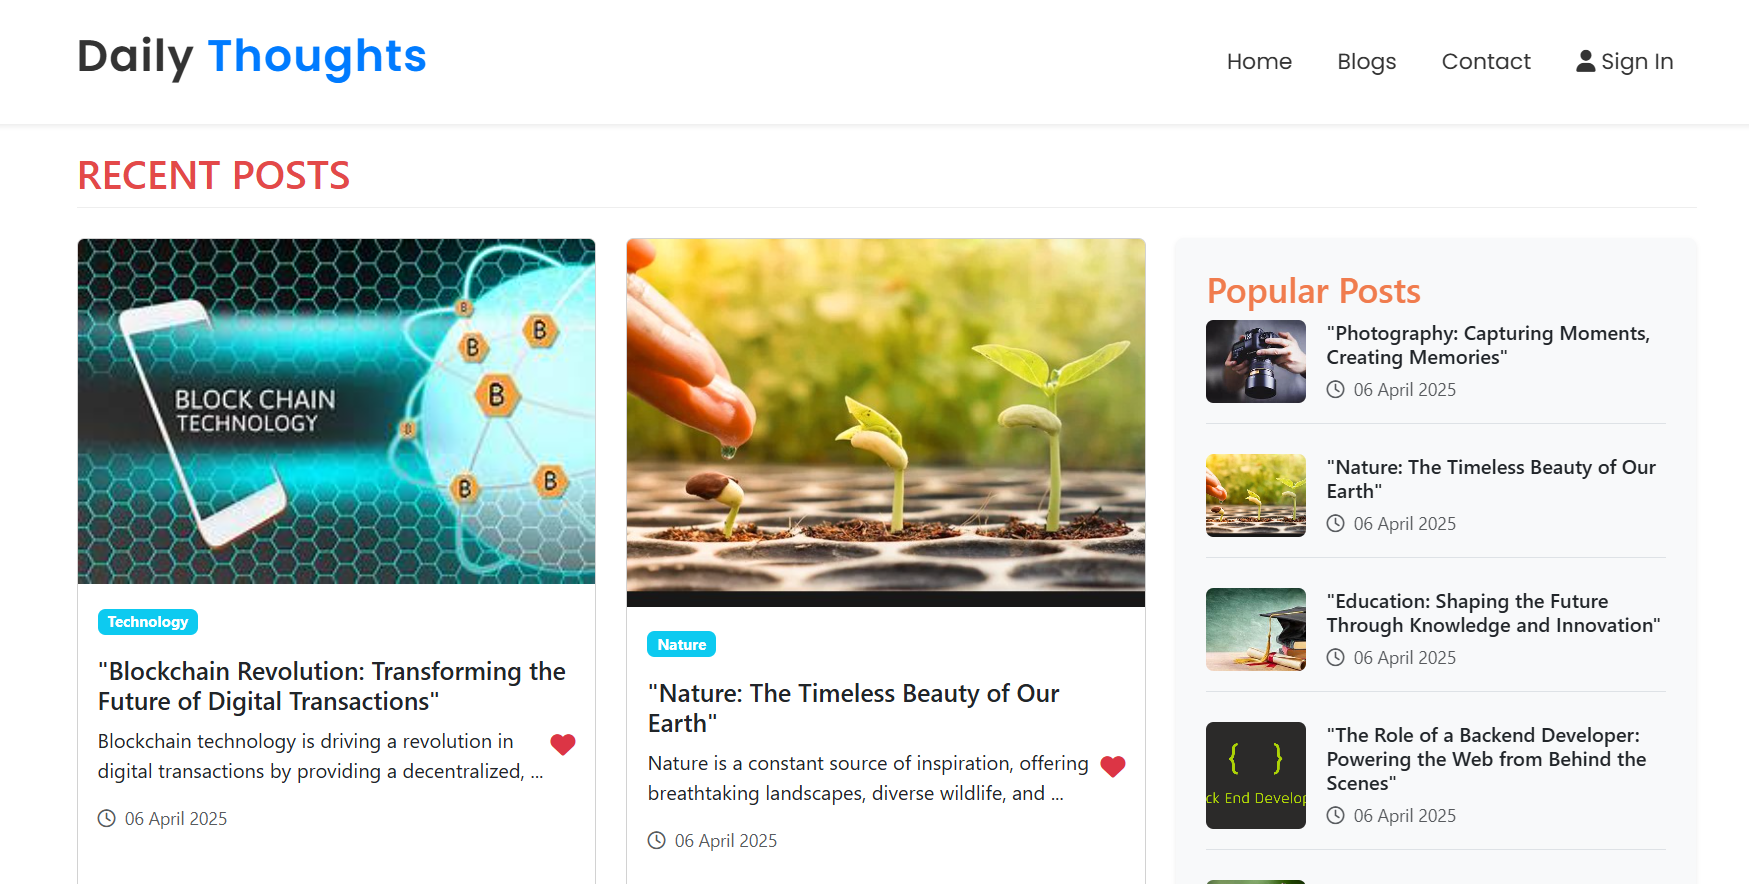 Daily Thoughts
Home Blogs Contact Sign In
RECENT POSTS
BLOCK CHAIN
TECHNOLOGY
Technology
"Blockchain Revolution: Transforming the
Future of Digital Transactions"
Blockchain technology is driving a revolution in
digital transactions by providing a decentralized, ...
06 April 2025
Nature
"Nature: The Timeless Beauty of Our
Earth"
Nature is a constant source of inspiration, offering
breathtaking landscapes, diverse wildlife, and ...
06 April 2025
Popular Posts
"Photography: Capturing Moments,
Creating Memories"
06 April 2025
"Nature: The Timeless Beauty of Our
Earth"
06 April 2025
"Education: Shaping the Future
Through Knowledge and Innovation"
06 April 2025
{ }
ck End Develop
"The Role of a Backend Developer:
Powering the Web from Behind the
Scenes"
06 April 2025